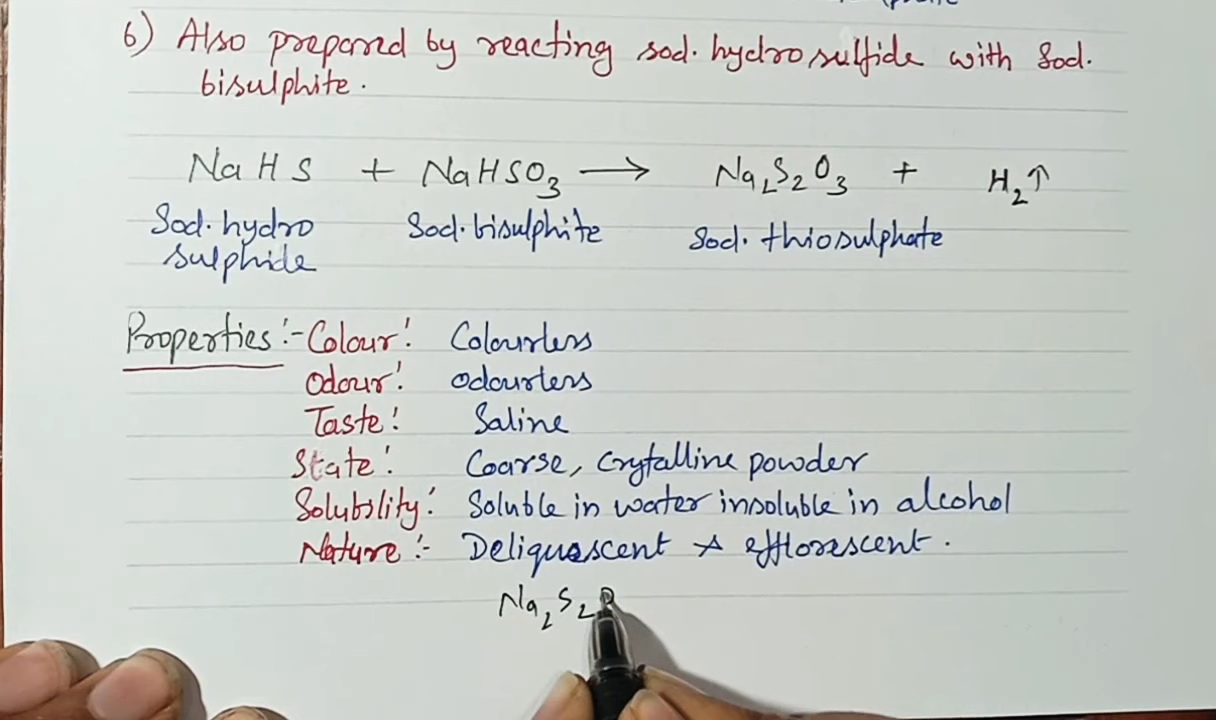 6) Also prepared by reacting sod. hydrosulfide with Sod.
bisulphite.
NaHS + NaHSO3 ⟶ Na2S2O3 + H2↑
Sod. hydro Sod. bisulphite Sod. thiosulphate
sulphide
Properties:- Colour: Colourless
Odour: odourless
Taste: Saline
State: Coarse, crytalline powder
Solubility: Soluble in water insoluble in alcohol
Nature:- Deliquescent & efflorescent.
Na2S2